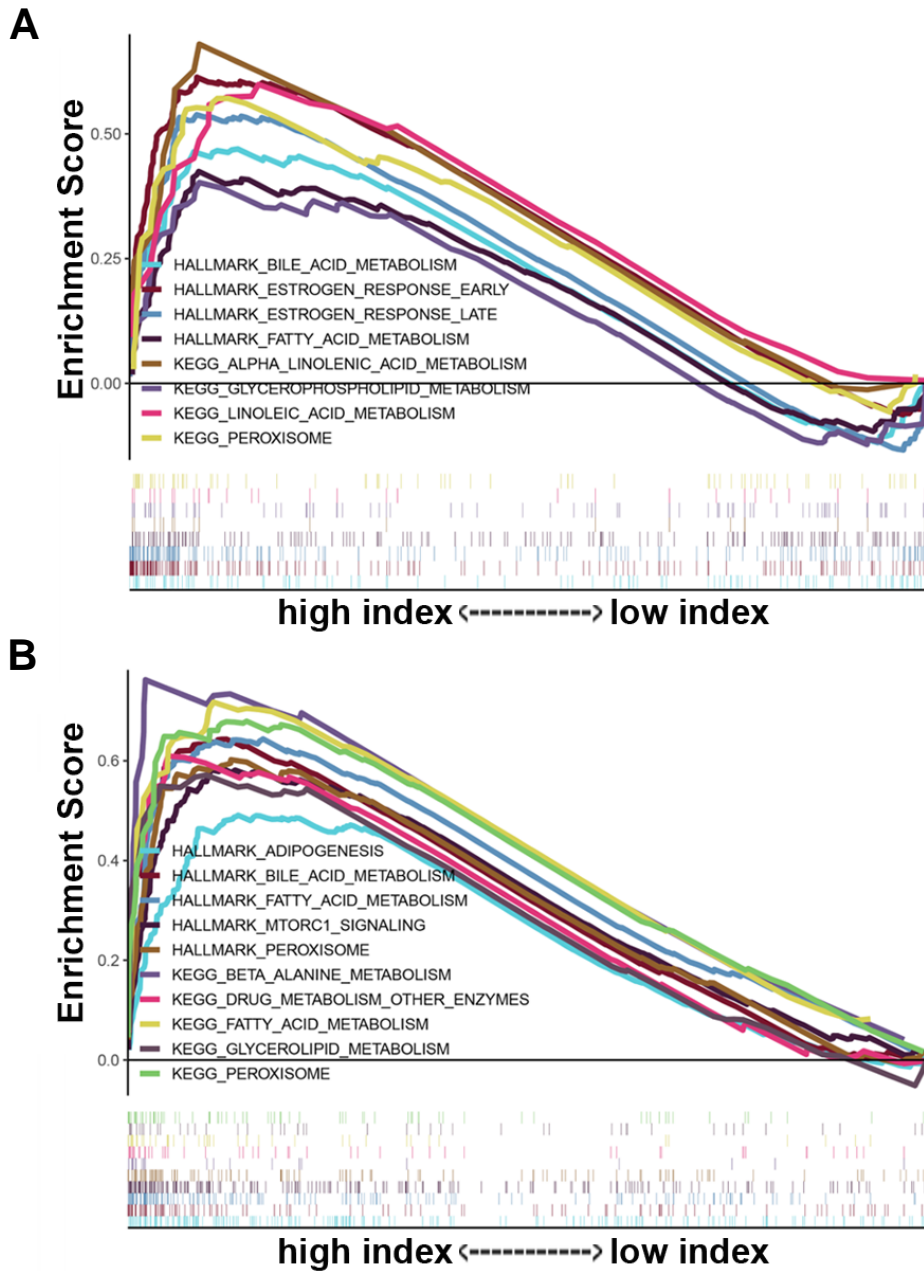 A
Enrichment Score
0.50
0.25
0.00
HALLMARK_BILE_ACID_METABOLISM
HALLMARK_ESTROGEN_RESPONSE_EARLY
HALLMARK_ESTROGEN_RESPONSE_LATE
HALLMARK_FATTY_ACID_METABOLISM
KEGG_ALPHA_LINOLENIC_ACID_METABOLISM
KEGG_GLYCEROPHOSPHOLIPID_METABOLISM
KEGG_LINOLEIC_ACID_METABOLISM
KEGG_PEROXISOME
high index <----------> low index
B
Enrichment Score
0.6
0.4
0.2
0.0
HALLMARK_ADIPOGENESIS
HALLMARK_BILE_ACID_METABOLISM
HALLMARK_FATTY_ACID_METABOLISM
HALLMARK_MTORC1_SIGNALING
HALLMARK_PEROXISOME
KEGG_BETA_ALANINE_METABOLISM
KEGG_DRUG_METABOLISM_OTHER_ENZYMES
KEGG_FATTY_ACID_METABOLISM
KEGG_GLYCEROLIPID_METABOLISM
KEGG_PEROXISOME
high index <----------> low index